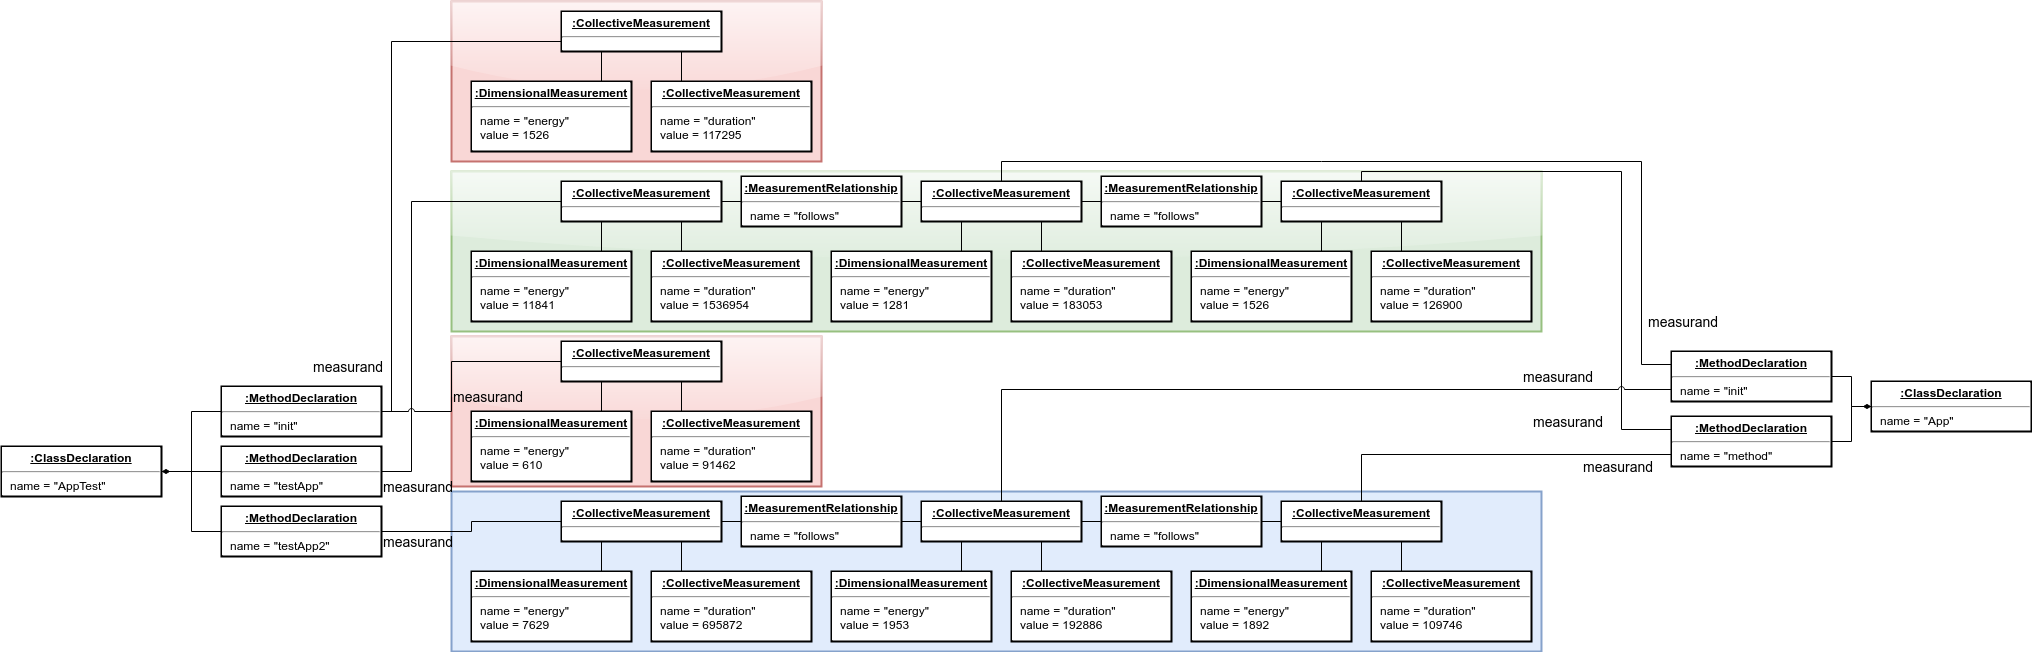 :CollectiveMeasurement
:DimensionalMeasurement
name = "energy"
value = 1526
:CollectiveMeasurement
name = "duration"
value = 117295
:CollectiveMeasurement
:MeasurementRelationship
name = "follows"
:CollectiveMeasurement
:MeasurementRelationship
name = "follows"
:CollectiveMeasurement
:DimensionalMeasurement
name = "energy"
value = 11841
:CollectiveMeasurement
name = "duration"
value = 1536954
:DimensionalMeasurement
name = "energy"
value = 1281
:CollectiveMeasurement
name = "duration"
value = 183053
:DimensionalMeasurement
name = "energy"
value = 1526
:CollectiveMeasurement
name = "duration"
value = 126900
measurand
:CollectiveMeasurement
measurand
measurand
:DimensionalMeasurement
name = "energy"
value = 610
:CollectiveMeasurement
name = "duration"
value = 91462
:ClassDeclaration
name = "AppTest"
:MethodDeclaration
name = "init"
:MethodDeclaration
name = "testApp"
measurand
:MethodDeclaration
name = "testApp2"
measurand
measurand
measurand
measurand
:MethodDeclaration
name = "init"
:MethodDeclaration
name = "method"
:ClassDeclaration
name = "App"
:CollectiveMeasurement
:MeasurementRelationship
name = "follows"
:CollectiveMeasurement
:MeasurementRelationship
name = "follows"
:CollectiveMeasurement
:DimensionalMeasurement
name = "energy"
value = 7629
:CollectiveMeasurement
name = "duration"
value = 695872
:DimensionalMeasurement
name = "energy"
value = 1953
:CollectiveMeasurement
name = "duration"
value = 192886
:DimensionalMeasurement
name = "energy"
value = 1892
:CollectiveMeasurement
name = "duration"
value = 109746